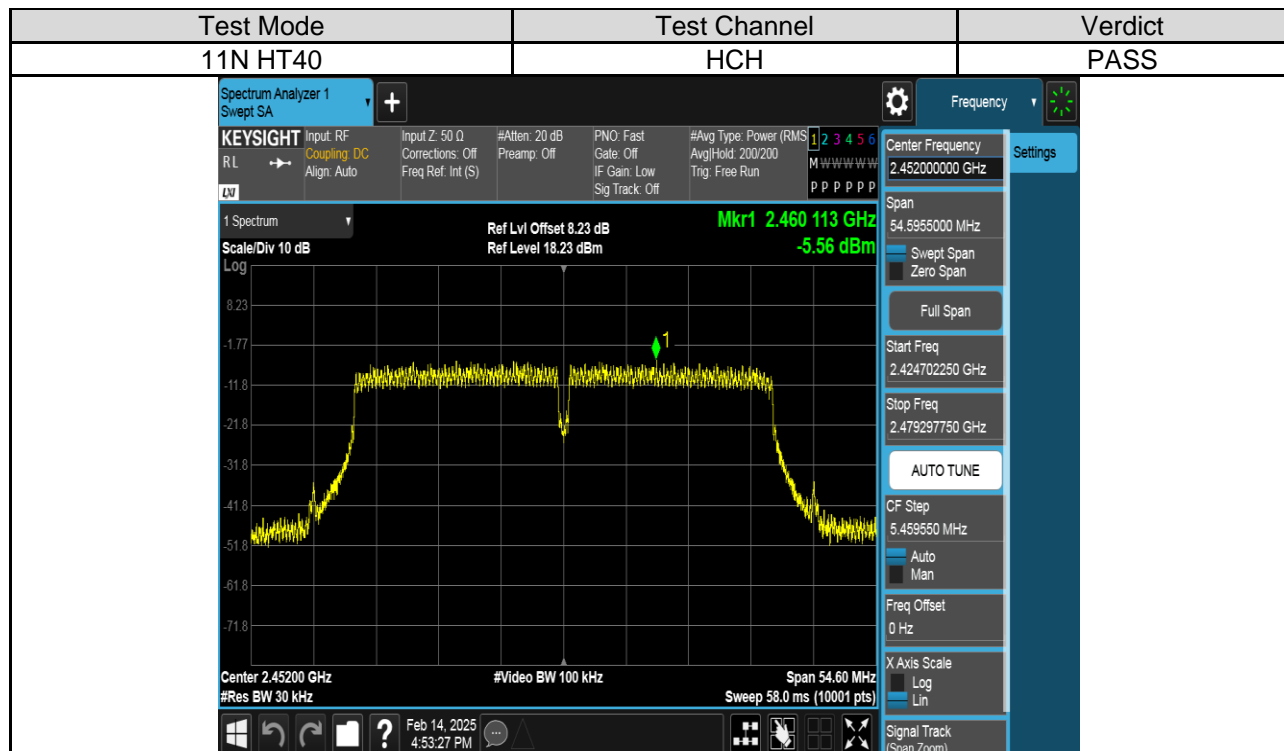 Test Mode Test Channel Verdict
11N HT40 HCH PASS
Spectrum Analyzer 1
Swept SA
+
Frequency
KEYSIGHT
R L
LXI
Input: RF
Coupling: DC
Align: Auto
Input Z: 50 Ω
Corrections: Off
Freq Ref: Int (S)
#Atten: 20 dB
Preamp: Off
PNO: Fast
Gate: Off
IF Gain: Low
Sig Track: Off
#Avg Type: Power (RMS
Avg|Hold: 200/200
Trig: Free Run
1 2 3 4 5 6
M W W W W W
P P P P P P
1 Spectrum
Scale/Div 10 dB
Log
Ref Lvl Offset 8.23 dB
Ref Level 18.23 dBm
Mkr1 2.460 113 GHz
-5.56 dBm
8.23
-1.77
1
-11.8
-21.8
-31.8
-41.8
-51.8
-61.8
-71.8
Center 2.45200 GHz #Video BW 100 kHz Span 54.60 MHz
#Res BW 30 kHz Sweep 58.0 ms (10001 pts)
?
Feb 14, 2025
4:53:27 PM
Settings
Center Frequency
2.452000000 GHz
Span
54.5955000 MHz
Swept Span
Zero Span
Full Span
Start Freq
2.424702250 GHz
Stop Freq
2.479297750 GHz
AUTO TUNE
CF Step
5.459550 MHz
Auto
Man
Freq Offset
0 Hz
X Axis Scale
Log
Lin
Signal Track
(Span Zoom)